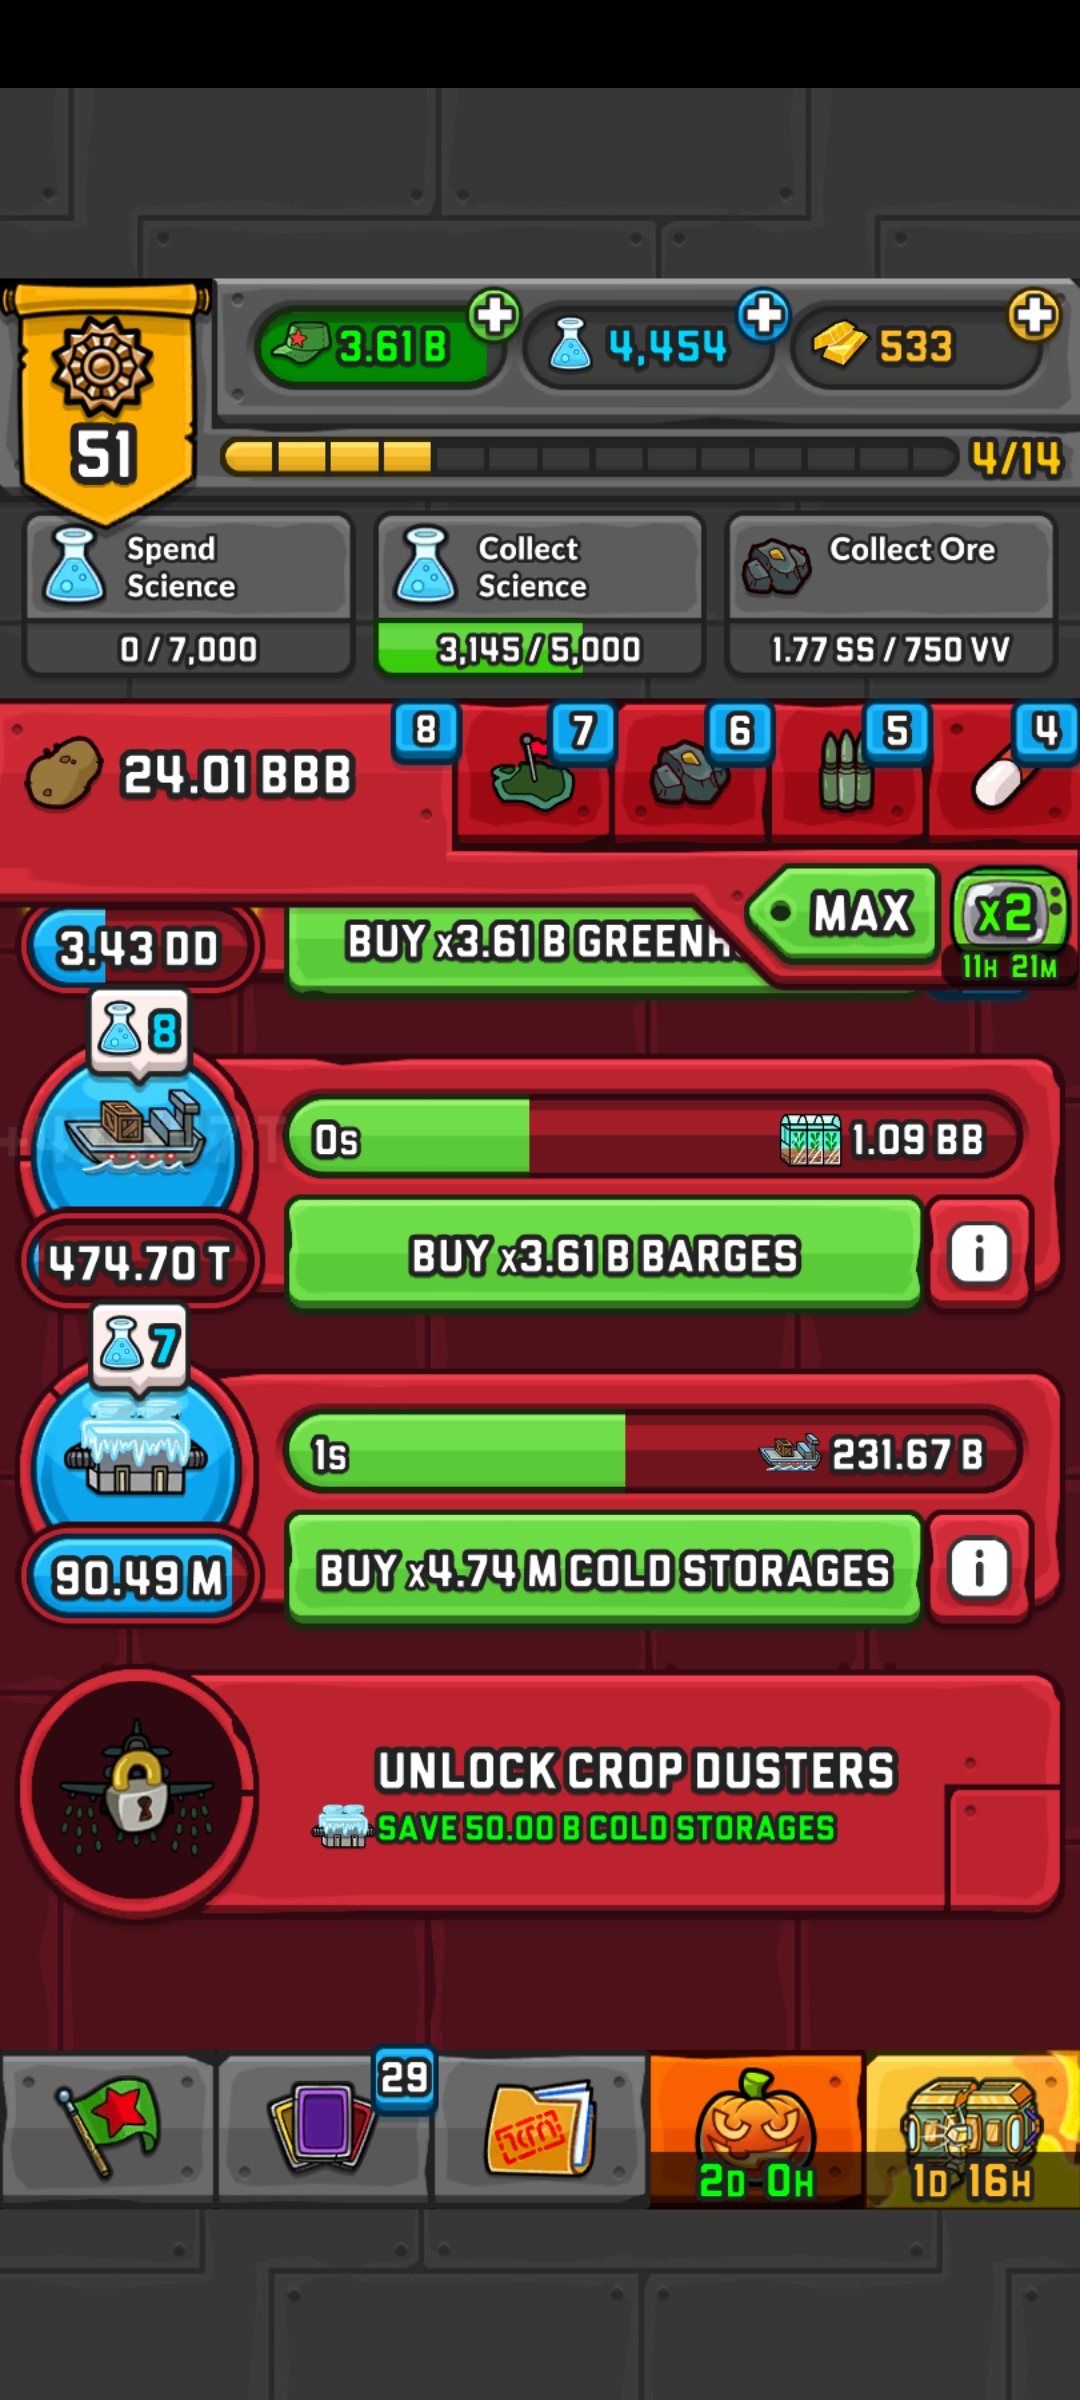 3.61 B
4,454
533
51
4/14
Spend
Science
0 / 7,000
Collect
Science
3,145 / 5,000
Collect Ore
1.77 SS / 750 VV
24.01 BBB
8
7
6
5
4
MAX
x2
11H 21M
3.43 DD
BUY x3.61 B
8
0s
1.09 BB
474.70 T
BUY x3.61 B BARGES
i
7
1s
231.67 B
90.49 M
BUY x4.74 M COLD STORAGES
i
UNLOCK CROP DUSTERS
SAVE 50.00 B COLD STORAGES
29
2D 0H
1D 16H